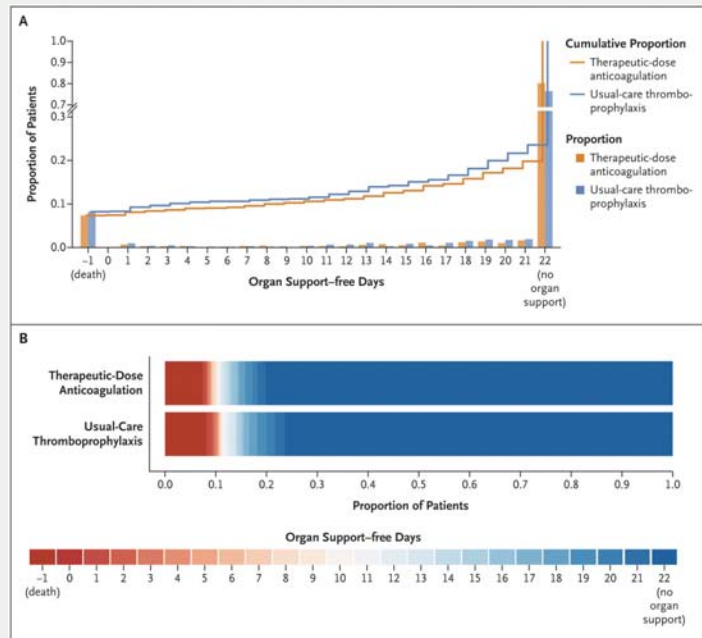 A
1.0
0.9
0.8
0.7
0.3
0.2
0.1
0.0
Proportion of Patients
−1 0 1 2 3 4 5 6 7 8 9 10 11 12 13 14 15 16 17 18 19 20 21 22
(death)
(no
organ
support)
Organ Support–free Days
Cumulative Proportion
Therapeutic-dose
anticoagulation
Usual-care thrombo-
prophylaxis
Proportion
Therapeutic-dose
anticoagulation
Usual-care thrombo-
prophylaxis
B
Therapeutic-Dose
Anticoagulation
Usual-Care
Thromboprophylaxis
0.0 0.1 0.2 0.3 0.4 0.5 0.6 0.7 0.8 0.9 1.0
Proportion of Patients
Organ Support–free Days
−1 0 1 2 3 4 5 6 7 8 9 10 11 12 13 14 15 16 17 18 19 20 21 22
(death)
(no
organ
support)